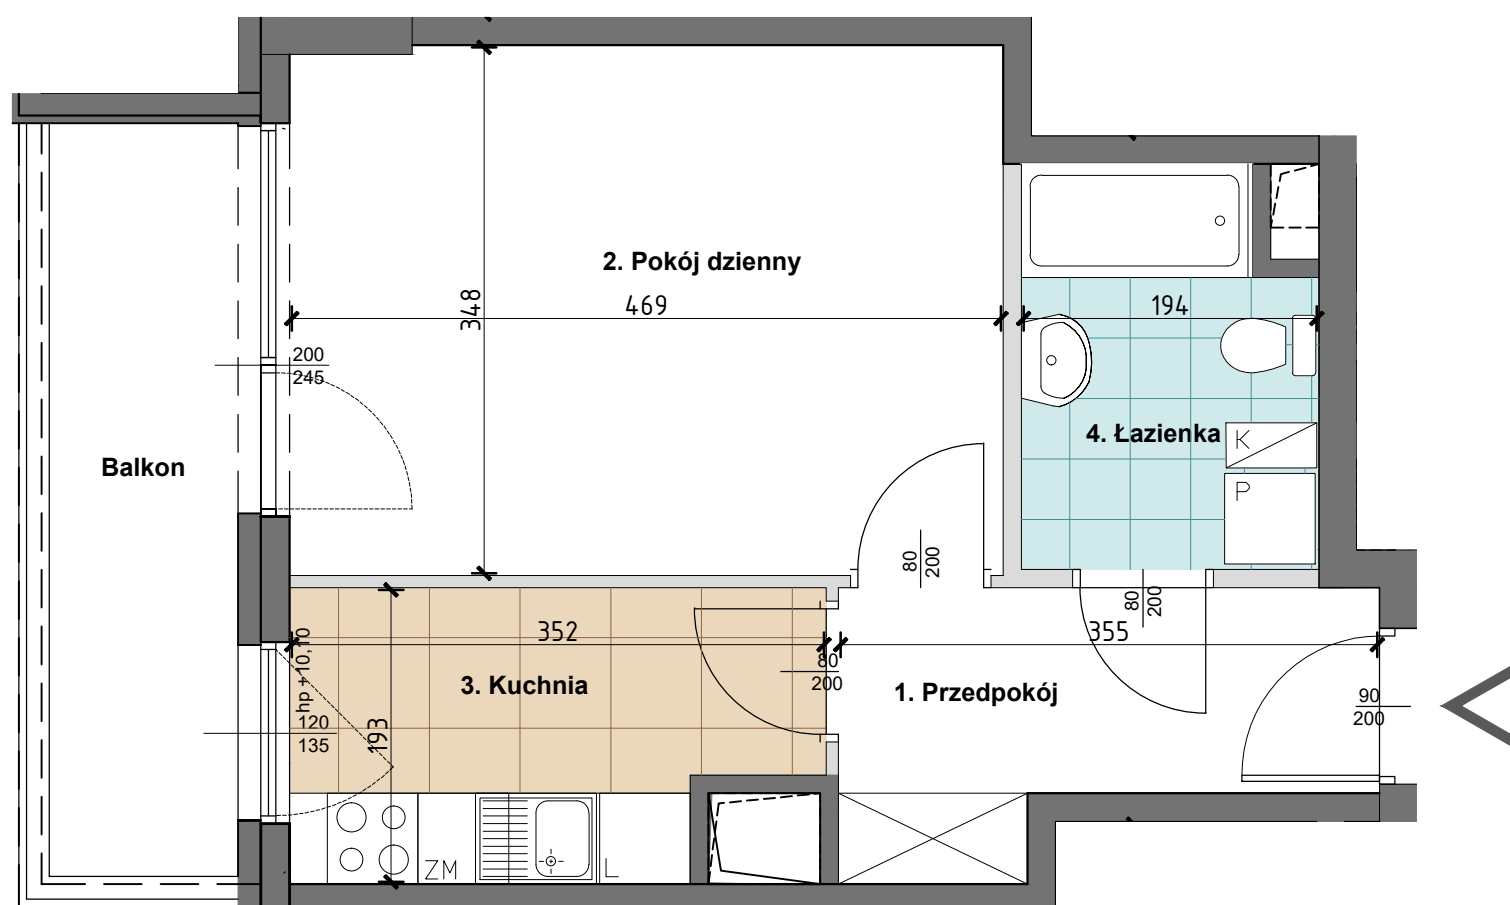 2. Pokój dzienny
469
348
194
200
245
4. Łazienka
K
P
Balkon
80
200
80
200
352
355
hp +10,10
80
200
3. Kuchnia
1. Przedpokój
90
200
120
135
193
ZM
L